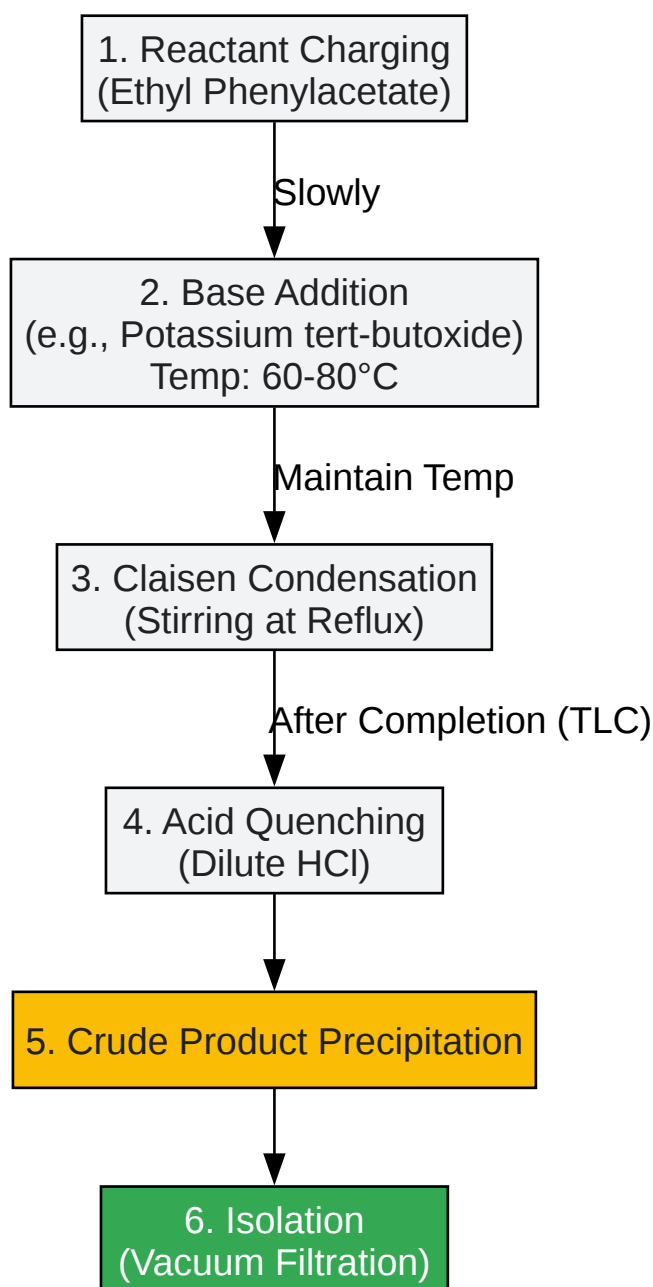 1. Reactant Charging
(Ethyl Phenylacetate)
Slowly
2. Base Addition
(e.g., Potassium tert-butoxide)
Temp: 60-80°C
Maintain Temp
3. Claisen Condensation
(Stirring at Reflux)
After Completion (TLC)
4. Acid Quenching
(Dilute HCl)
5. Crude Product Precipitation
6. Isolation
(Vacuum Filtration)